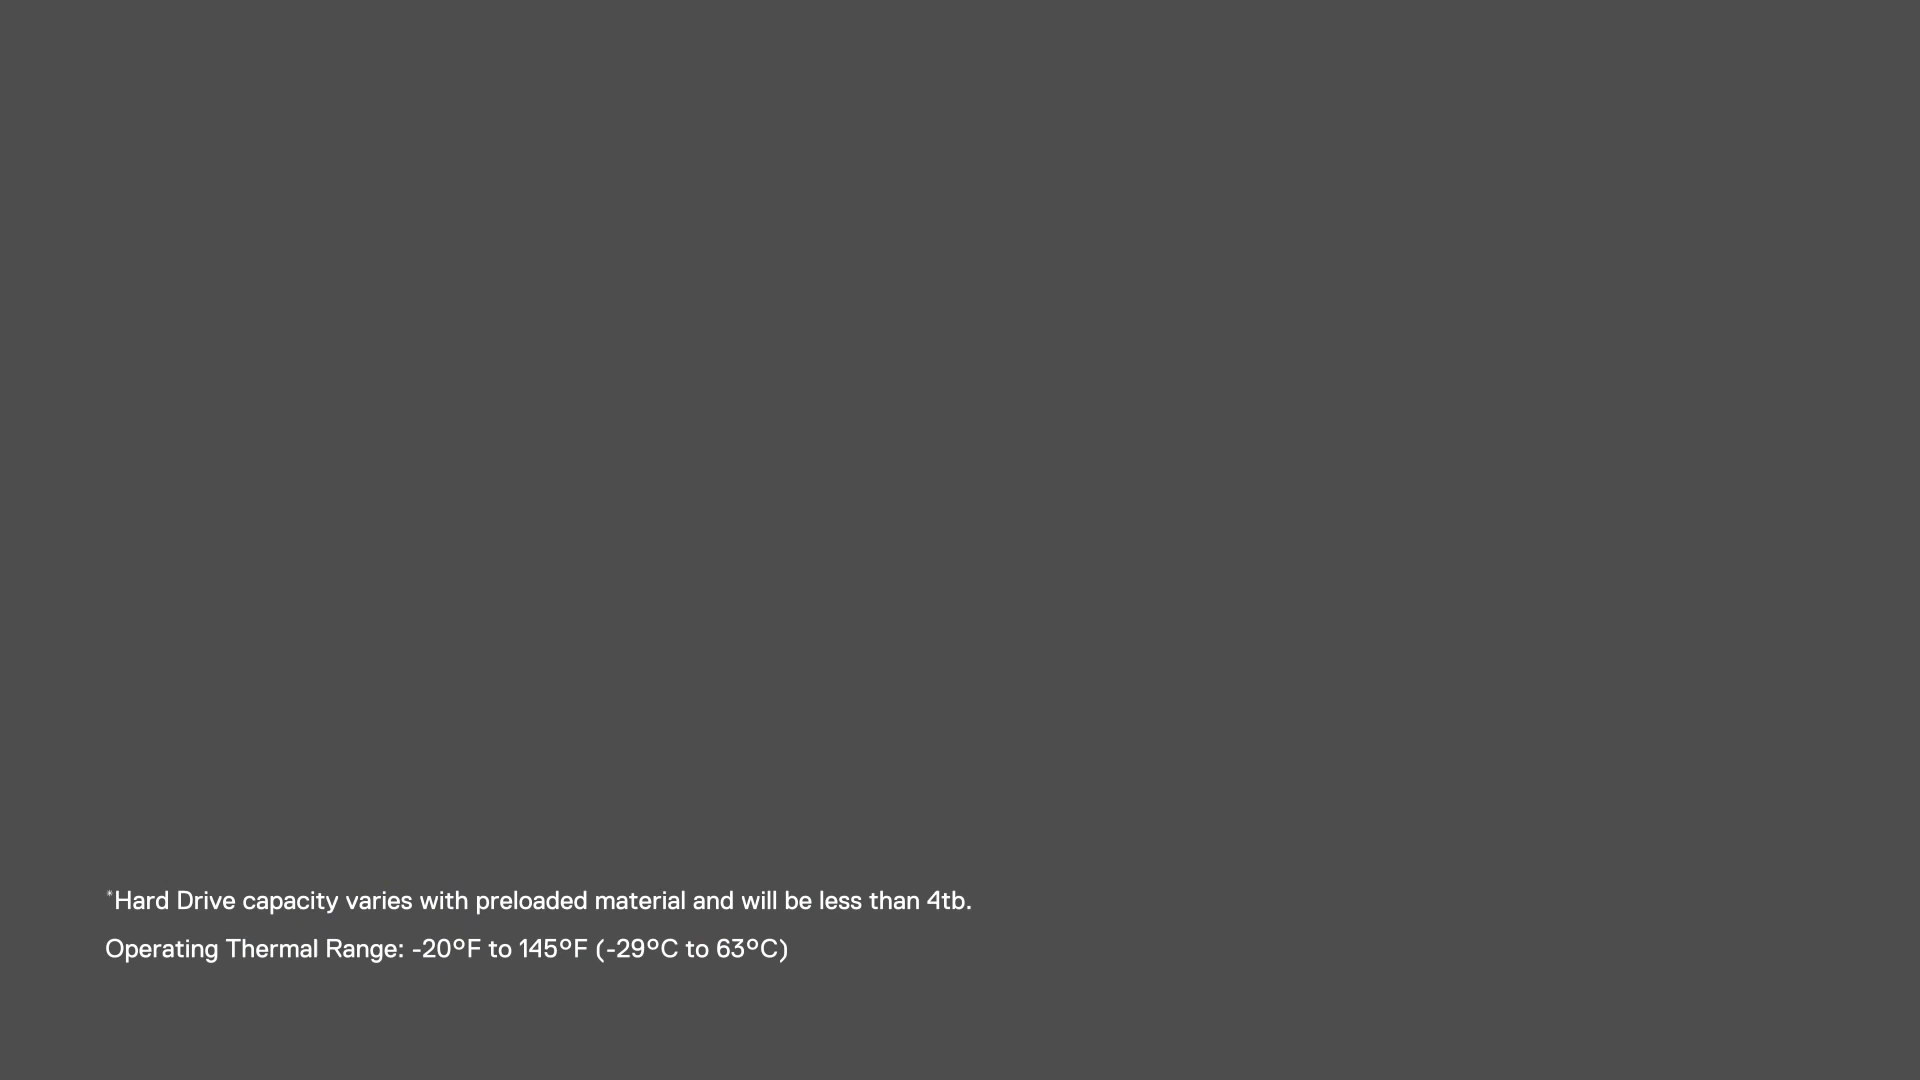 *Hard Drive capacity varies with preloaded material and will be less than 4tb.
Operating Thermal Range: -20°F to 145°F (-29°C to 63°C)